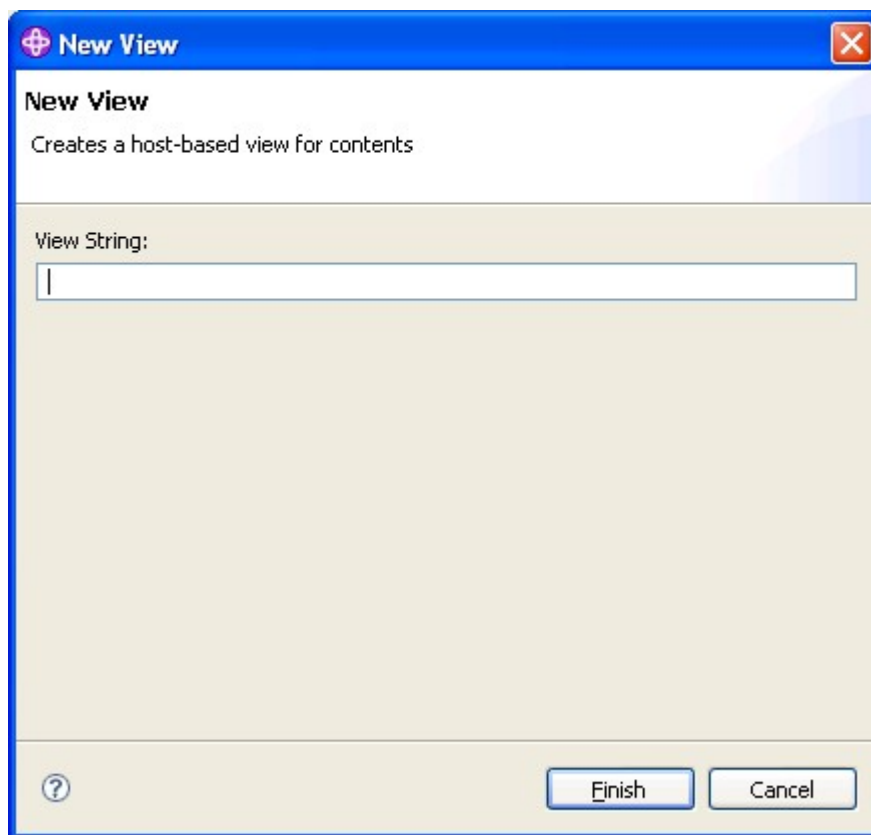 New View
New View
Creates a host-based view for contents
View String:
Finish
Cancel